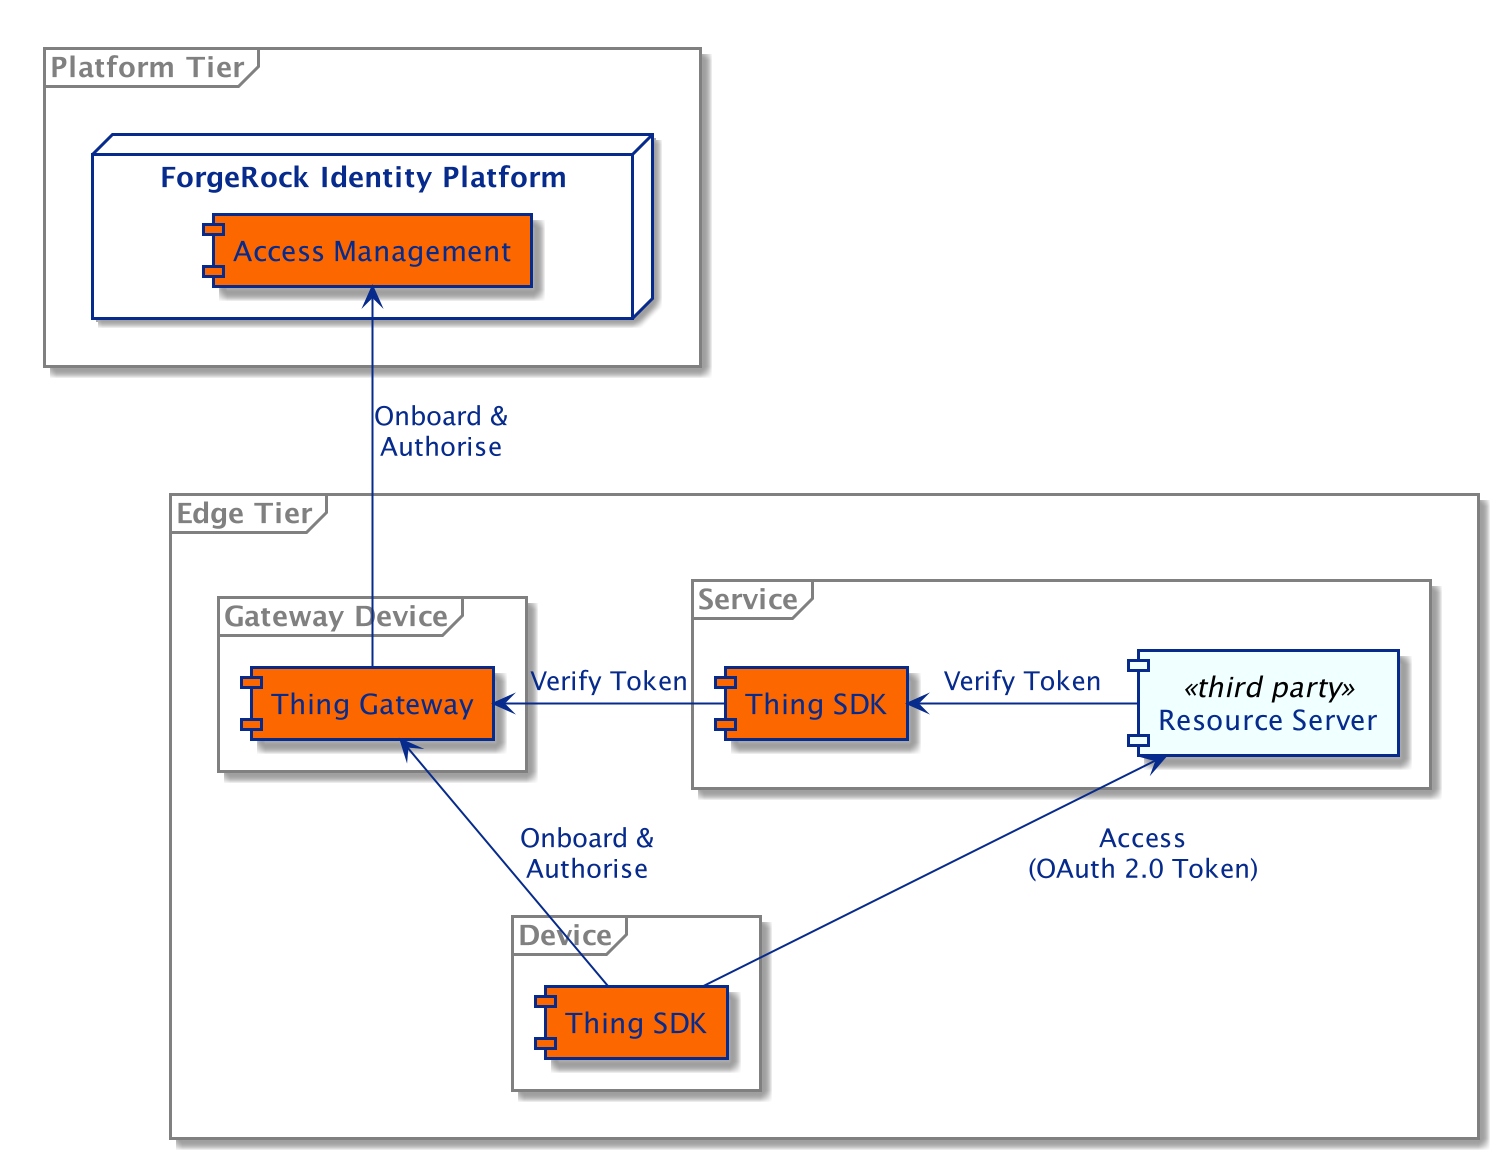 Platform Tier
ForgeRock Identity Platform
Access Management
Onboard &
Authorise
Edge Tier
Gateway Device
Thing Gateway
Verify Token
Service
Thing SDK
Verify Token
«third party»
Resource Server
Onboard &
Authorise
Access
(OAuth 2.0 Token)
Device
Thing SDK